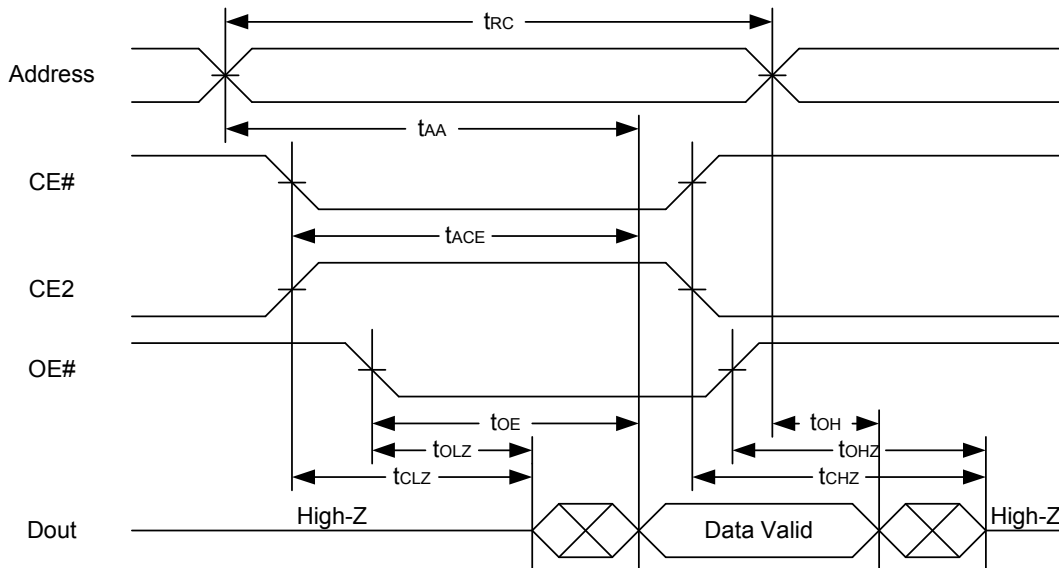 tRC
Address
tAA
CE#
tACE
CE2
OE#
tOE
tOH
tOLZ
tOHZ
tCLZ
tCHZ
Dout
High-Z
Data Valid
High-Z